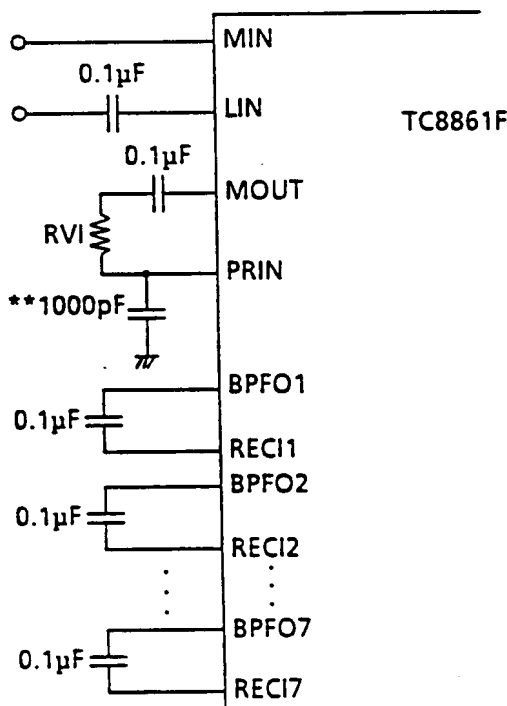 MIN
0.1µF
LIN
TC8861F
0.1µF
MOUT
RVI
PRIN
**1000pF
BPFO1
0.1µF
RECI1
BPFO2
0.1µF
RECI2
BPFO7
0.1µF
RECI7